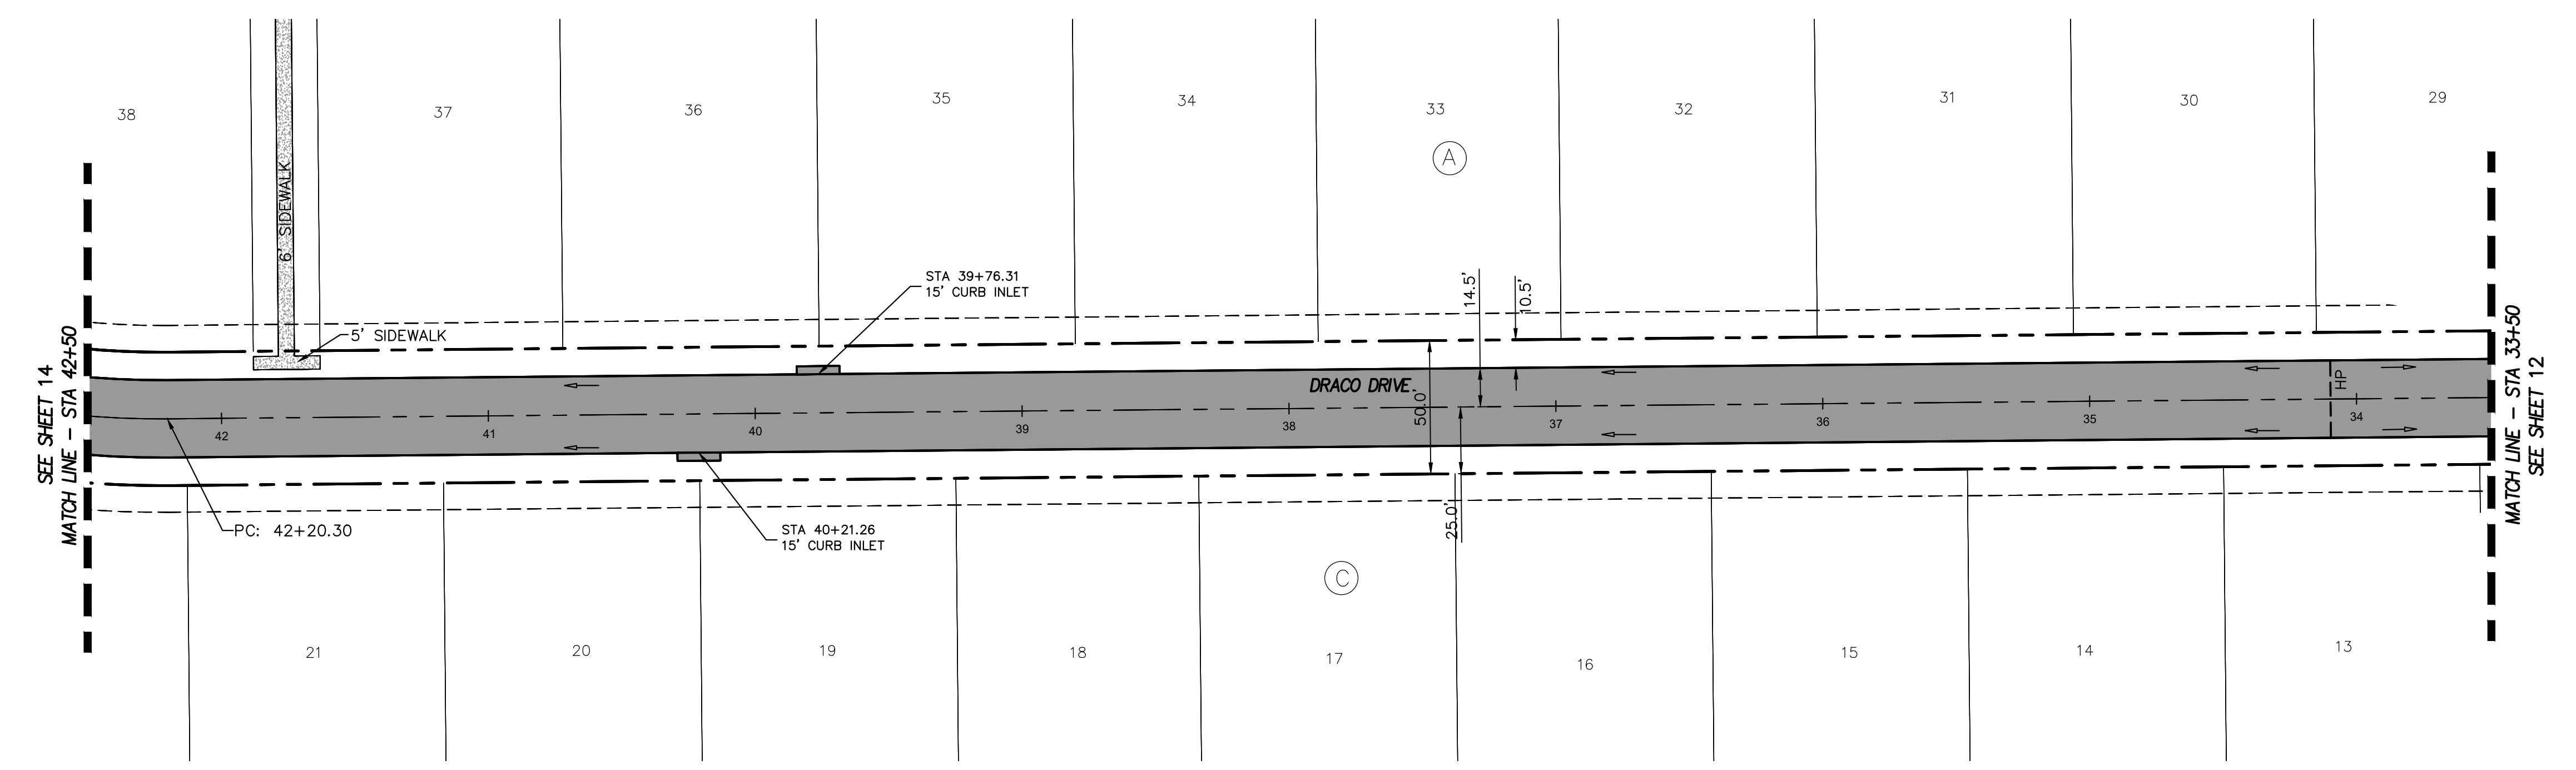 38
37
36
35
34
33
32
31
30
29
A
6' SIDEWALK
5' SIDEWALK
STA 39+76.31
15' CURB INLET
14.5'
10.5'
DRACO DRIVE
50.0'
25.0'
HP
42
41
40
39
38
37
36
35
34
SEE SHEET 14
MATCH LINE - STA 42+50
MATCH LINE - STA 33+50
SEE SHEET 12
PC: 42+20.30
STA 40+21.26
15' CURB INLET
C
21
20
19
18
17
16
15
14
13